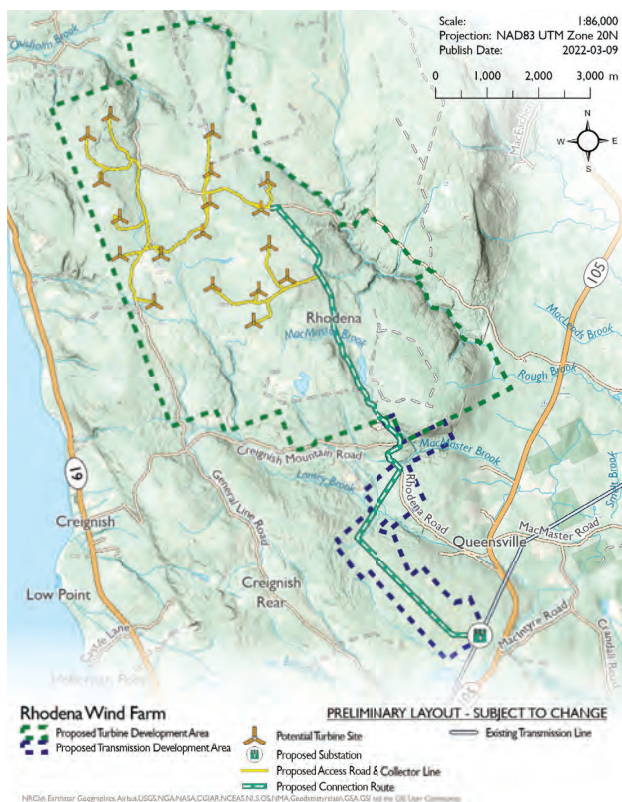 Scale: 1:86,000
Projection: NAD83 UTM Zone 20N
Publish Date: 2022-03-09
0 1,000 2,000 3,000 m
N
W E
S
Chisholm Brook
MacEachen
105
MacLeods Brook
Rhodena
MacMaster Brook
Rough Brook
Creignish Mountain Road
MacMaster Brook
19
Lamey Brook
Rhodena Road
Smelt Brook
General Line Road
Creignish
MacMaster Road
Queensville
Low Point
Creignish
Rear
Castle Lane
MacIntyre Road
Crandall Road
105
Rhodena Wind Farm
PRELIMINARY LAYOUT - SUBJECT TO CHANGE
Proposed Turbine Development Area
Proposed Transmission Development Area
Potential Turbine Site
Proposed Substation
Proposed Access Road & Collector Line
Proposed Connection Route
Existing Transmission Line